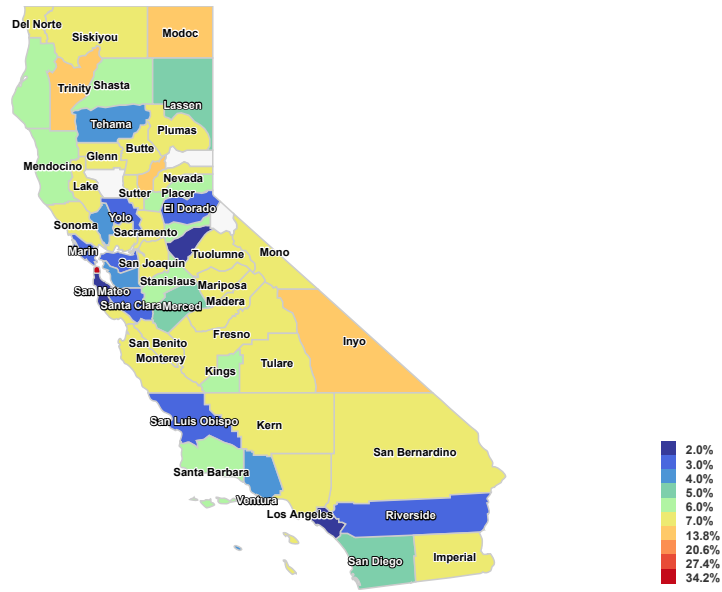 Del Norte
Siskiyou
Modoc
Trinity
Shasta
Lassen
Tehama
Plumas
Butte
Glenn
Mendocino
Lake
Nevada
Sutter
Placer
El Dorado
Yolo
Sonoma
Sacramento
Marin
Tuolumne
Mono
San Joaquin
Stanislaus
Mariposa
San Mateo
Santa Clara
Merced
Madera
Fresno
San Benito
Monterey
Inyo
Tulare
Kings
San Luis Obispo
Kern
San Bernardino
Santa Barbara
Ventura
Los Angeles
Riverside
San Diego
Imperial
2.0%
3.0%
4.0%
5.0%
6.0%
7.0%
13.8%
20.6%
27.4%
34.2%